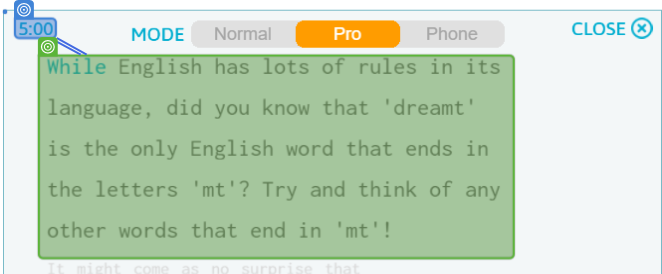 5:00
MODE Normal Pro Phone
CLOSE
While English has lots of rules in its
language, did you know that 'dreamt'
is the only English word that ends in
the letters 'mt'? Try and think of any
other words that end in 'mt'!
It might come as no surprise that